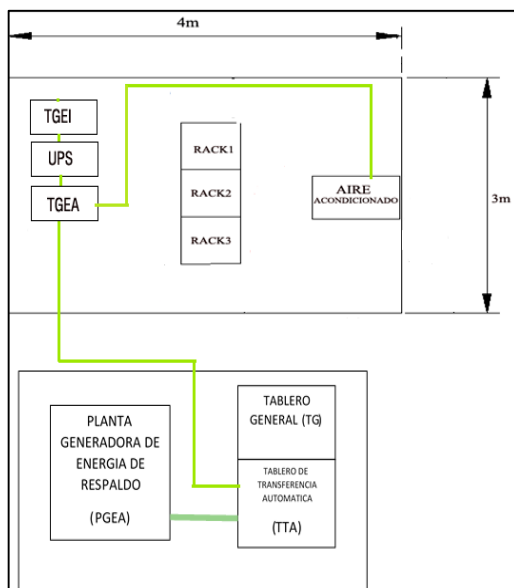 4m
TGEI
UPS
TGEA
RACK1
RACK2
RACK3
AIRE
ACONDICIONADO
3m
PLANTA
GENERADORA DE
ENERGIA DE
RESPALDO
(PGEA)
TABLERO
GENERAL (TG)
TABLERO DE
TRANSFERENCIA
AUTOMATICA
(TTA)